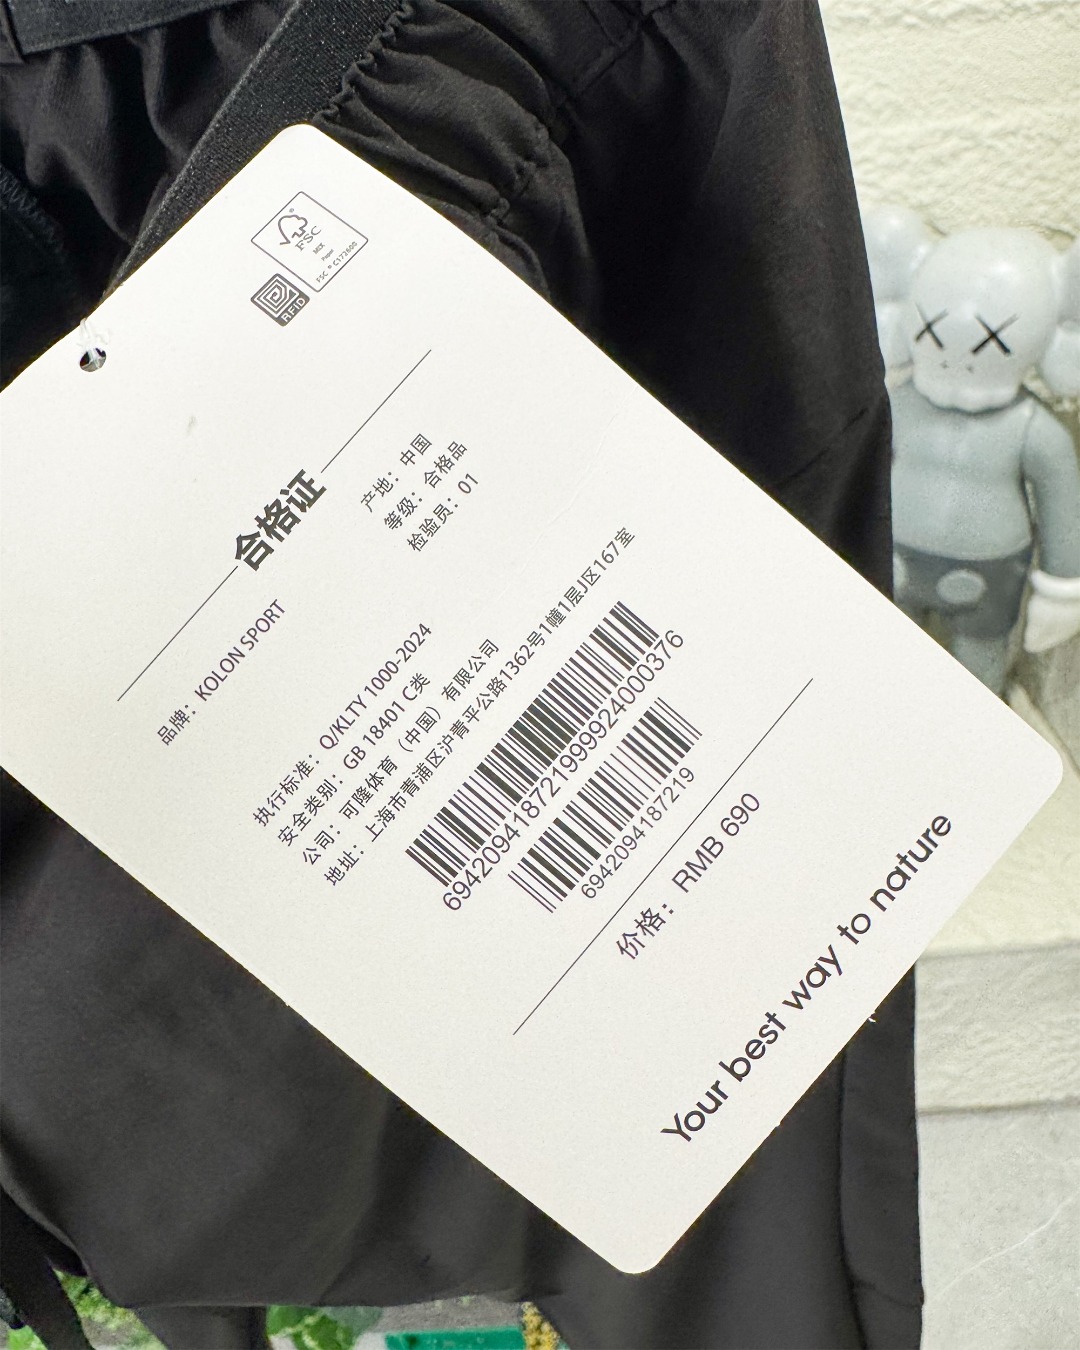 FSC
MIX
Paper
FSC® C172600
RFID
合格证
品牌：KOLON SPORT
产地：中国
等级：合格品
检验员：01
执行标准：Q/KLTY 1000-2024
安全类别：GB 18401 C类
公司：可隆体育（中国）有限公司
地址：上海市青浦区沪青平公路1362号1幢1层J区167室
6942094187219999924000376
6942094187219
价格：RMB 690
Your best way to nature